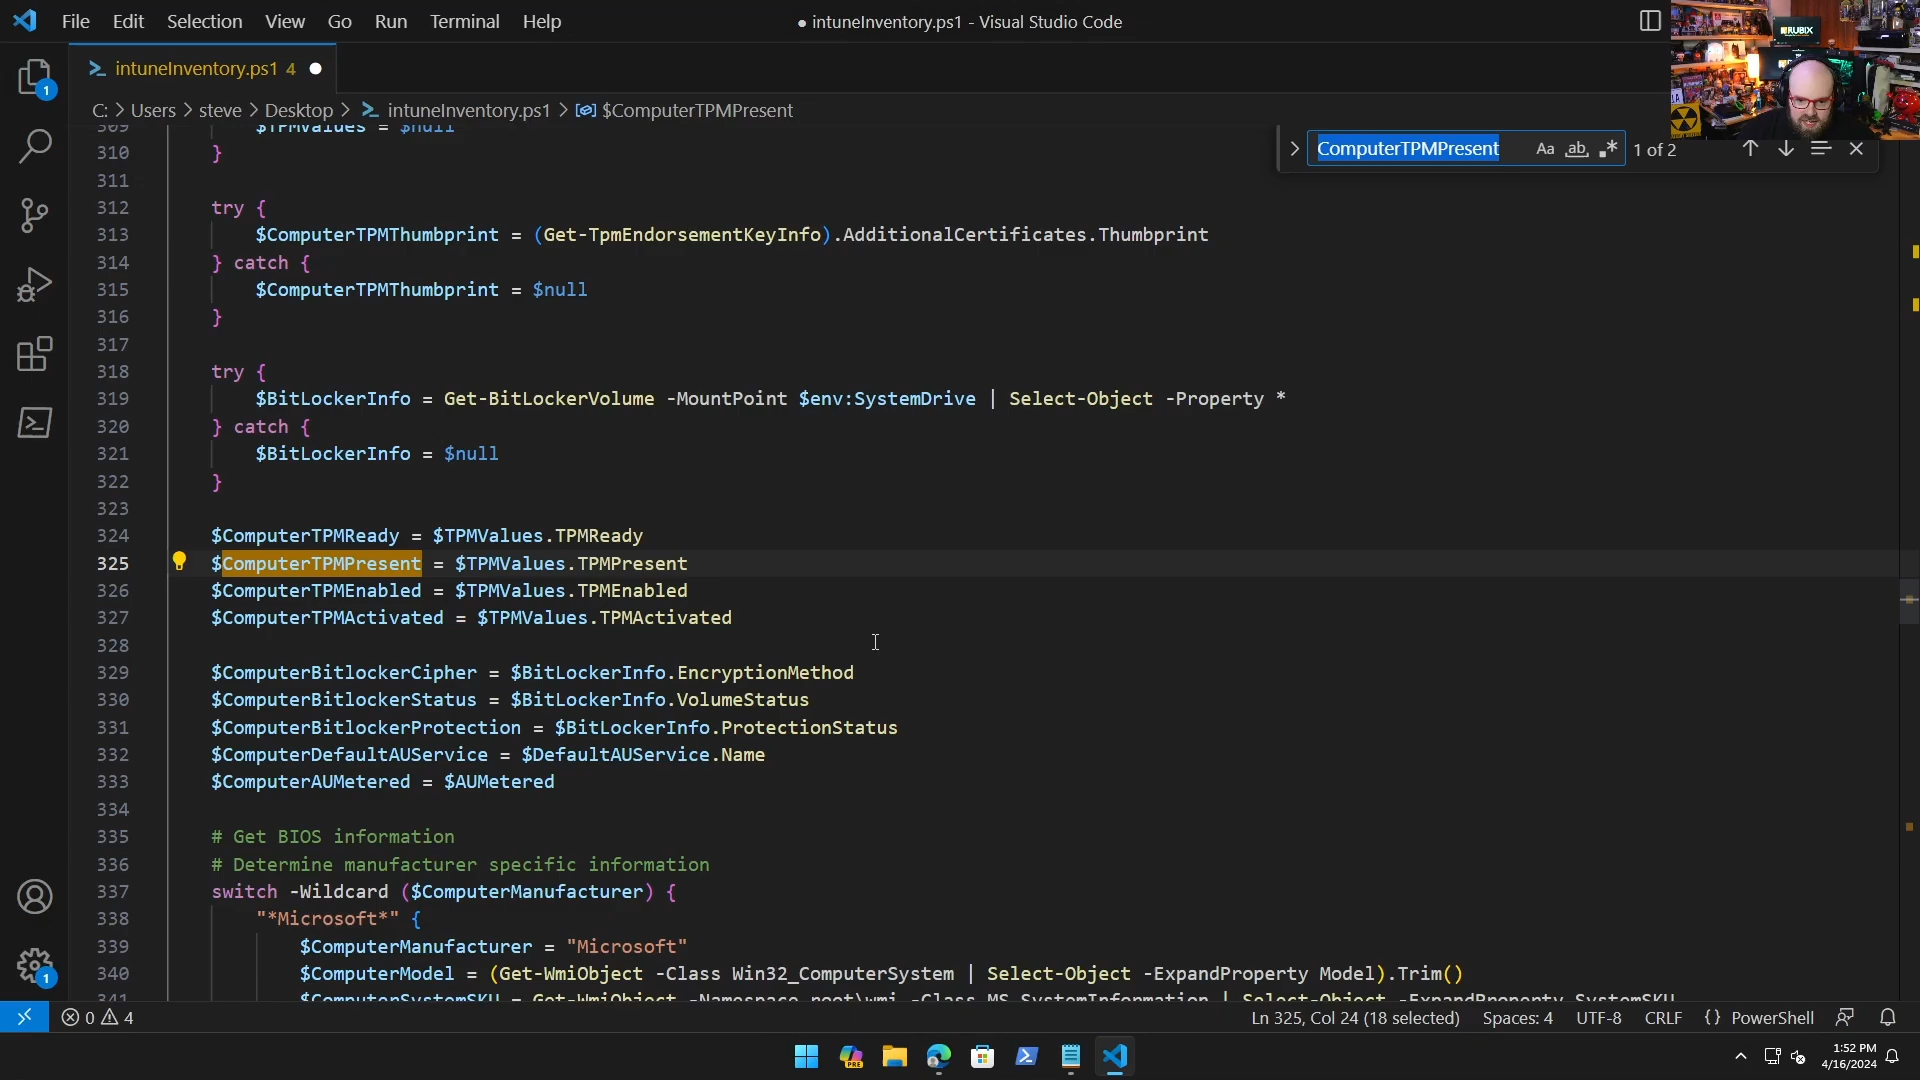 File Edit Selection View Go Run Terminal Help
● intuneInventory.ps1 - Visual Studio Code
RUBIX
intuneInventory.ps1 4
1
C: > Users > steve > Desktop > intuneInventory.ps1 > $ComputerTPMPresent
ComputerTPMPresent Aa ab 1 of 2
309 $TPMValues = $null
310 }
311
312 try {
313 $ComputerTPMThumbprint = (Get-TpmEndorsementKeyInfo).AdditionalCertificates.Thumbprint
314 } catch {
315 $ComputerTPMThumbprint = $null
316 }
317
318 try {
319 $BitLockerInfo = Get-BitLockerVolume -MountPoint $env:SystemDrive | Select-Object -Property *
320 } catch {
321 $BitLockerInfo = $null
322 }
323
324 $ComputerTPMReady = $TPMValues.TPMReady
325 $ComputerTPMPresent = $TPMValues.TPMPresent
326 $ComputerTPMEnabled = $TPMValues.TPMEnabled
327 $ComputerTPMActivated = $TPMValues.TPMActivated
328
329 $ComputerBitlockerCipher = $BitLockerInfo.EncryptionMethod
330 $ComputerBitlockerStatus = $BitLockerInfo.VolumeStatus
331 $ComputerBitlockerProtection = $BitLockerInfo.ProtectionStatus
332 $ComputerDefaultAUService = $DefaultAUService.Name
333 $ComputerAUMetered = $AUMetered
334
335 # Get BIOS information
336 # Determine manufacturer specific information
337 switch -Wildcard ($ComputerManufacturer) {
338 "*Microsoft*" {
339 $ComputerManufacturer = "Microsoft"
340 $ComputerModel = (Get-WmiObject -Class Win32_ComputerSystem | Select-Object -ExpandProperty Model).Trim()
341 $ComputerSystemSKU = Get-WmiObject -Namespace root\wmi -Class MS_SystemInformation | Select-Object -ExpandProperty SystemSKU
1
0 4
Ln 325, Col 24 (18 selected) Spaces: 4 UTF-8 CRLF {} PowerShell
PRE
1:52 PM
4/16/2024